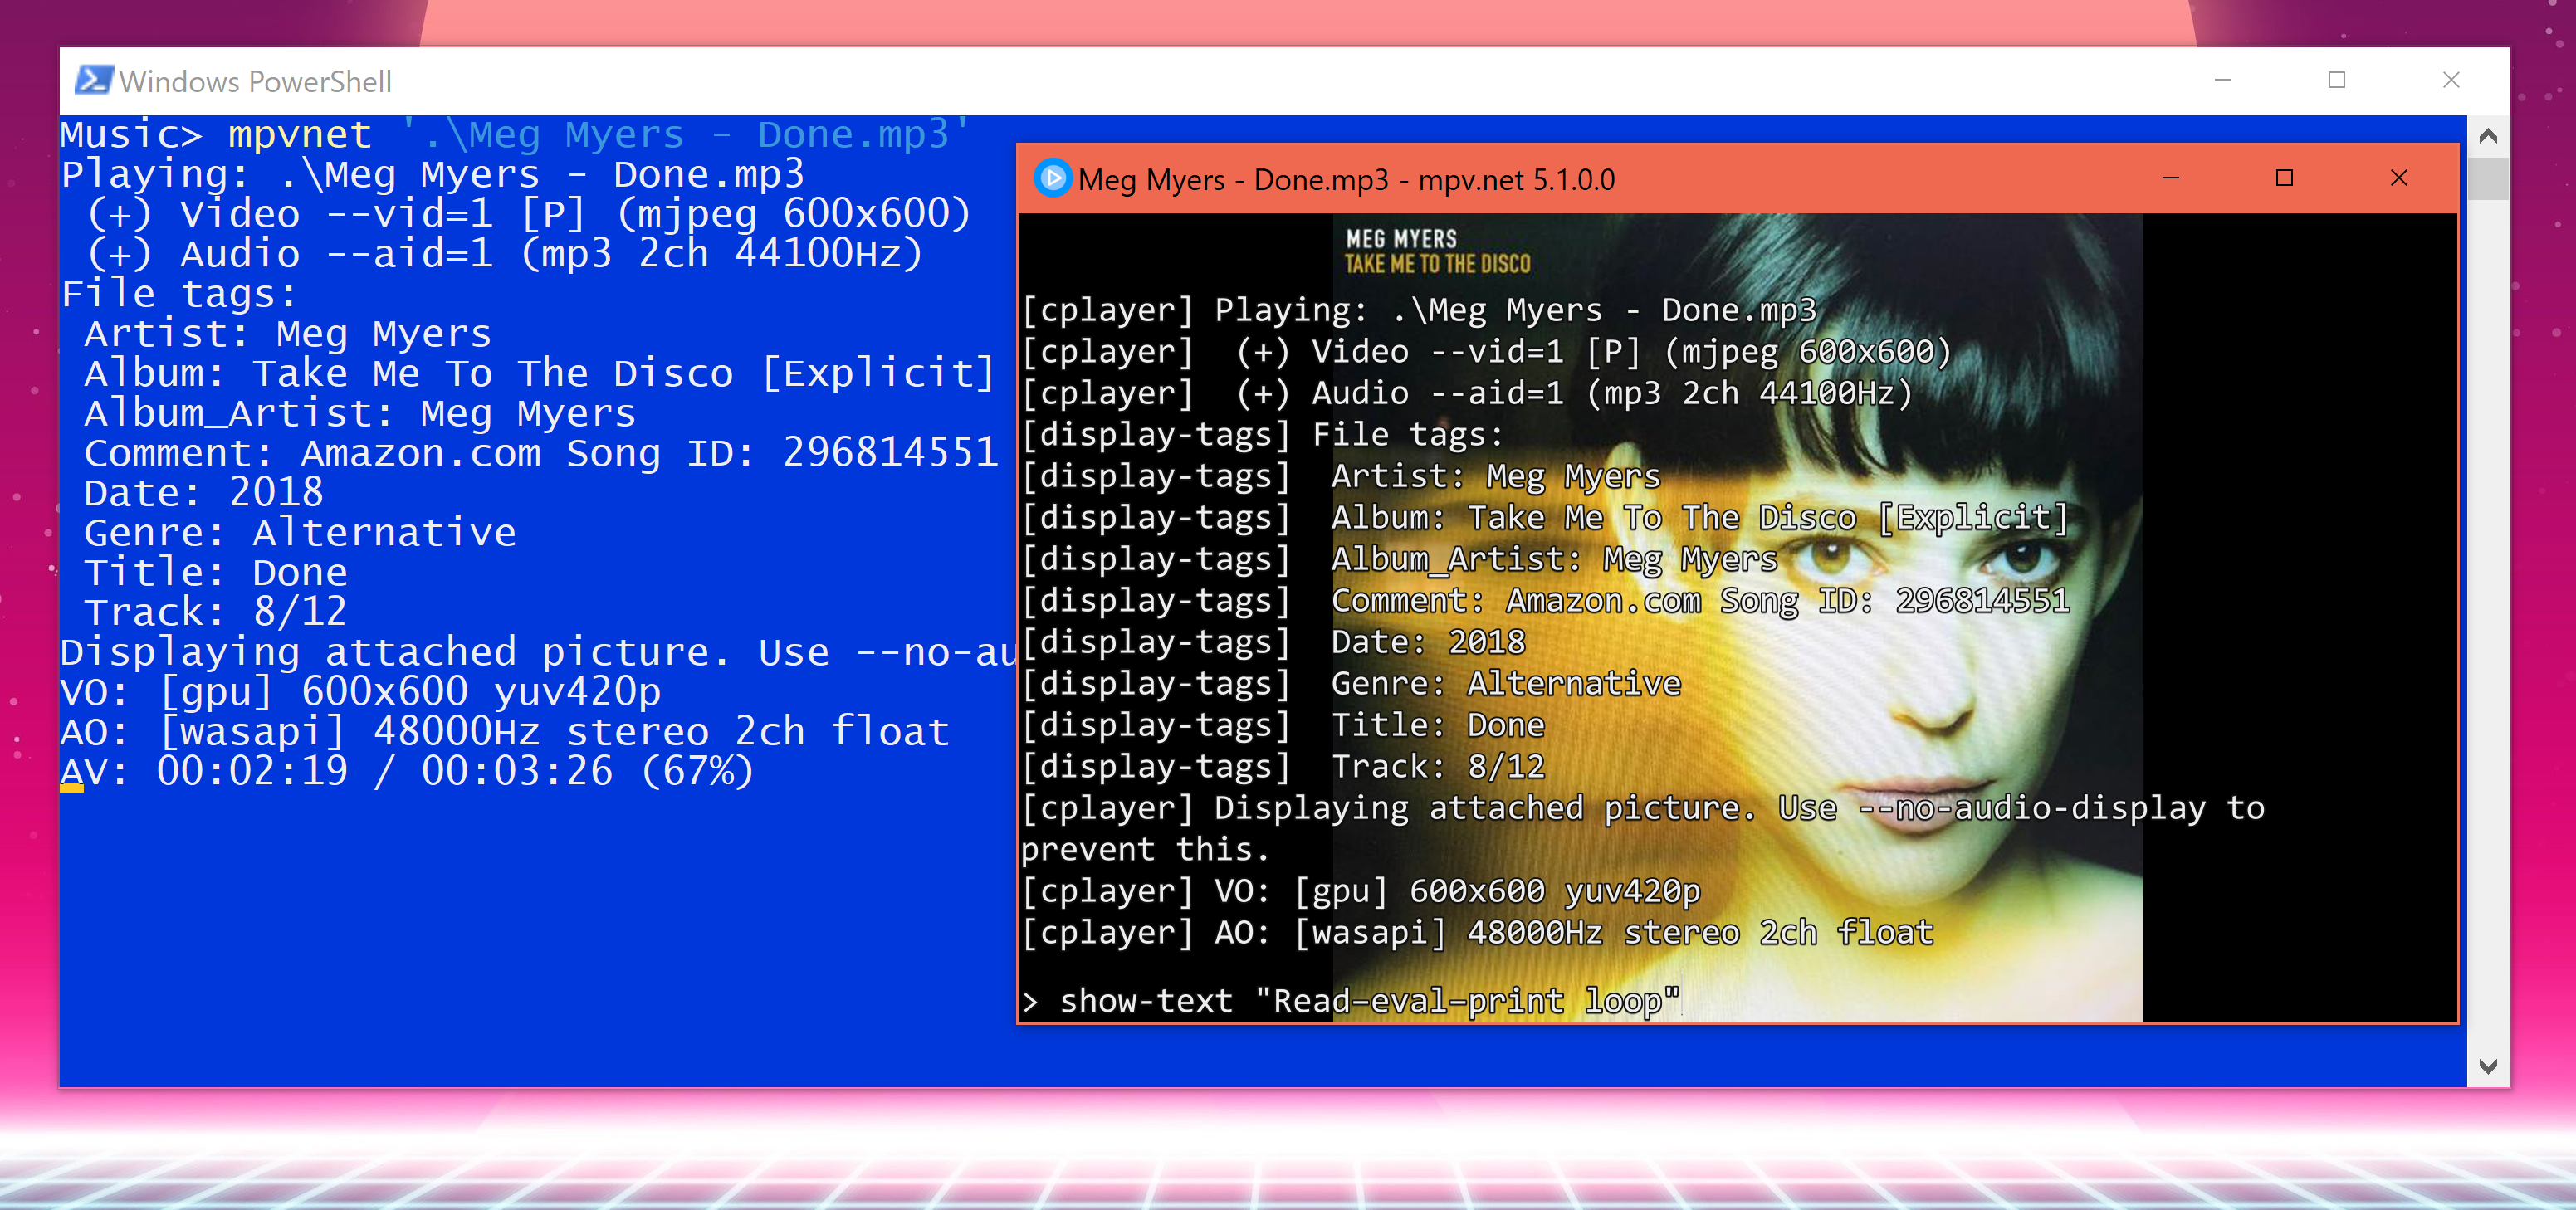 Windows PowerShell
Music> mpvnet '.\Meg Myers - Done.mp3'
Playing: .\Meg Myers - Done.mp3
(+) Video --vid=1 [P] (mjpeg 600x600)
(+) Audio --aid=1 (mp3 2ch 44100Hz)
File tags:
Artist: Meg Myers
Album: Take Me To The Disco [Explicit]
Album_Artist: Meg Myers
Comment: Amazon.com Song ID: 296814551
Date: 2018
Genre: Alternative
Title: Done
Track: 8/12
Displaying attached picture. Use --no-au
VO: [gpu] 600x600 yuv420p
AO: [wasapi] 48000Hz stereo 2ch float
AV: 00:02:19 / 00:03:26 (67%)
Meg Myers - Done.mp3 - mpv.net 5.1.0.0
MEG MYERS
TAKE ME TO THE DISCO
[cplayer] Playing: .\Meg Myers - Done.mp3
[cplayer]  (+) Video --vid=1 [P] (mjpeg 600x600)
[cplayer]  (+) Audio --aid=1 (mp3 2ch 44100Hz)
[display-tags] File tags:
[display-tags]  Artist: Meg Myers
[display-tags]  Album: Take Me To The Disco [Explicit]
[display-tags]  Album_Artist: Meg Myers
[display-tags]  Comment: Amazon.com Song ID: 296814551
[display-tags]  Date: 2018
[display-tags]  Genre: Alternative
[display-tags]  Title: Done
[display-tags]  Track: 8/12
[cplayer] Displaying attached picture. Use --no-audio-display to
prevent this.
[cplayer] VO: [gpu] 600x600 yuv420p
[cplayer] AO: [wasapi] 48000Hz stereo 2ch float
> show-text "Read–eval–print loop"